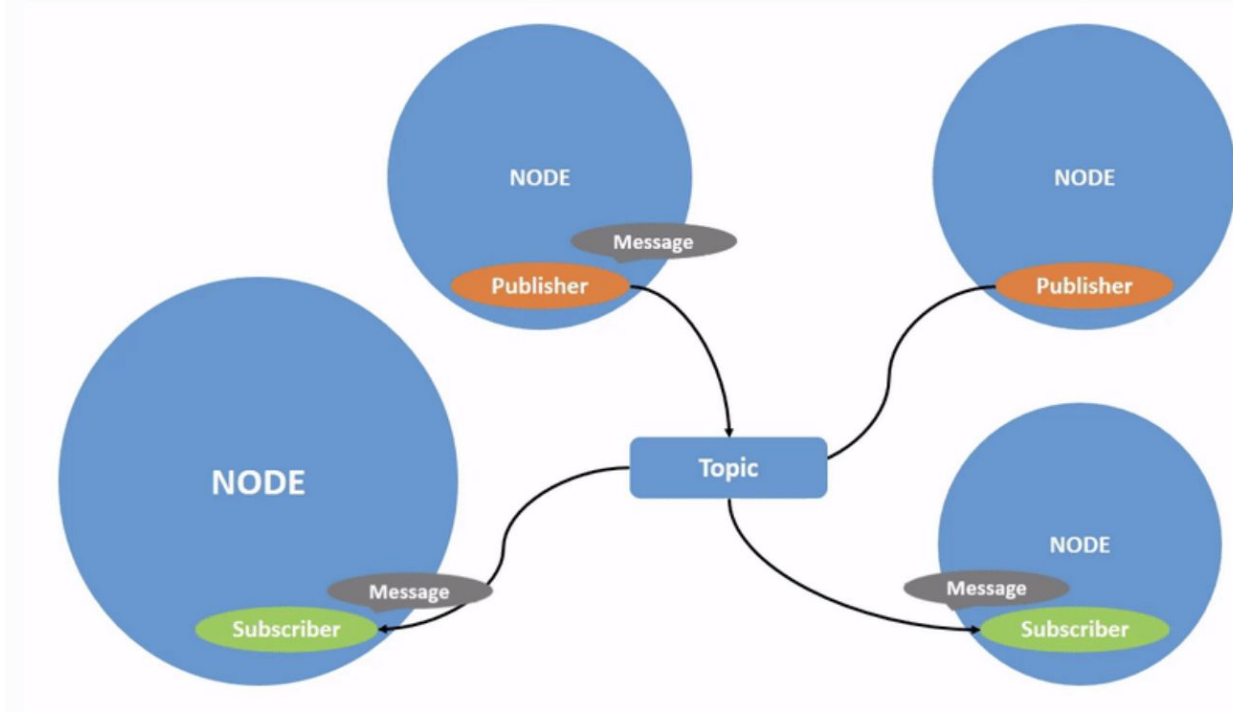 NODE
NODE
Message
Publisher
Publisher
Topic
NODE
NODE
Message
Message
Subscriber
Subscriber